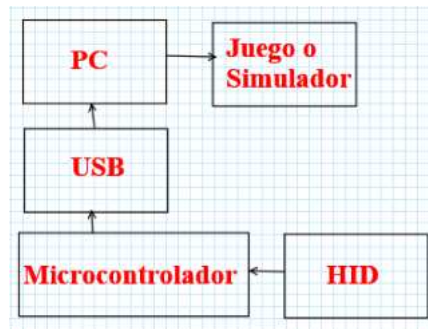 PC
Juego o
Simulador
USB
Microcontrolador
HID